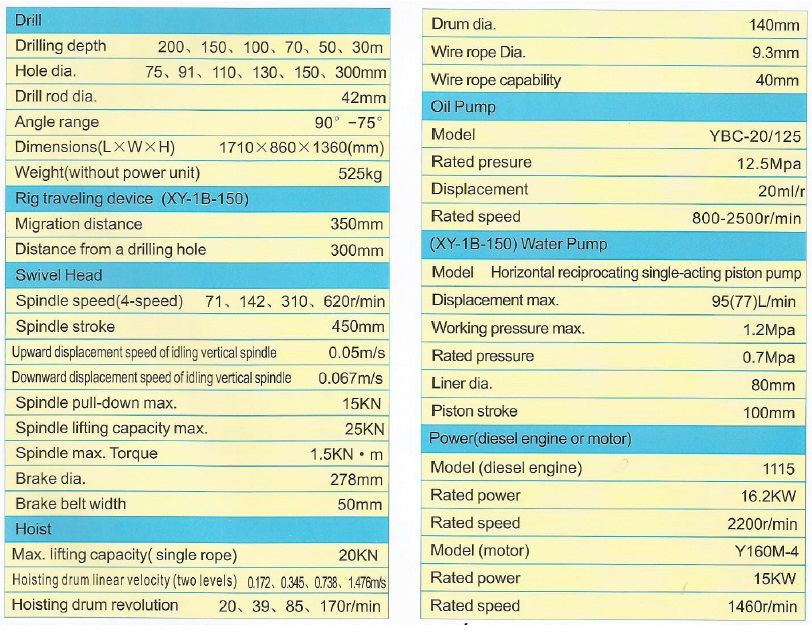 Drill
Drilling depth 200、150、100、70、50、30m
Hole dia. 75、91、110、130、150、300mm
Drill rod dia. 42mm
Angle range 90° -75°
Dimensions(L×W×H) 1710×860×1360(mm)
Weight(without power unit) 525kg
Rig traveling device (XY-1B-150)
Migration distance 350mm
Distance from a drilling hole 300mm
Swivel Head
Spindle speed(4-speed) 71、142、310、620r/min
Spindle stroke 450mm
Upward displacement speed of idling vertical spindle 0.05m/s
Downward displacement speed of idling vertical spindle 0.067m/s
Spindle pull-down max. 15KN
Spindle lifting capacity max. 25KN
Spindle max. Torque 1.5KN·m
Brake dia. 278mm
Brake belt width 50mm
Hoist
Max. lifting capacity( single rope) 20KN
Hoisting drum linear velocity (two levels) 0.172、0.345、0.738、1.476m/s
Hoisting drum revolution 20、39、85、170r/min
Drum dia. 140mm
Wire rope Dia. 9.3mm
Wire rope capability 40mm
Oil Pump
Model YBC-20/125
Rated presure 12.5Mpa
Displacement 20ml/r
Rated speed 800-2500r/min
(XY-1B-150) Water Pump
Model Horizontal reciprocating single-acting piston pump
Displacement max. 95(77)L/min
Working pressure max. 1.2Mpa
Rated pressure 0.7Mpa
Liner dia. 80mm
Piston stroke 100mm
Power(diesel engine or motor)
Model (diesel engine) 1115
Rated power 16.2KW
Rated speed 2200r/min
Model (motor) Y160M-4
Rated power 15KW
Rated speed 1460r/min